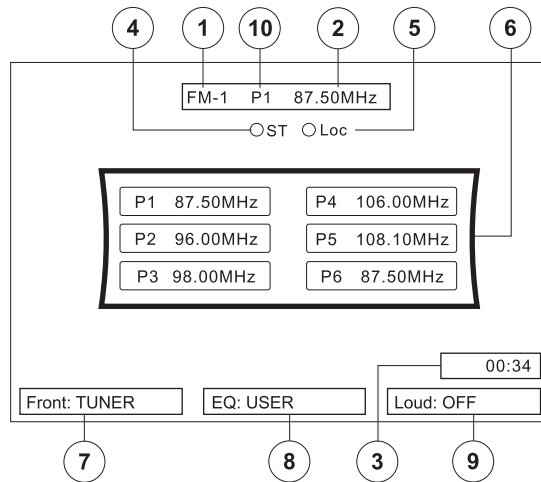 4 1 10 2 5 6
FM-1 P1 87.50MHz
ST Loc
P1 87.50MHz P4 106.00MHz
P2 96.00MHz P5 108.10MHz
P3 98.00MHz P6 87.50MHz
00:34
Front: TUNER EQ: USER Loud: OFF
7 8 3 9